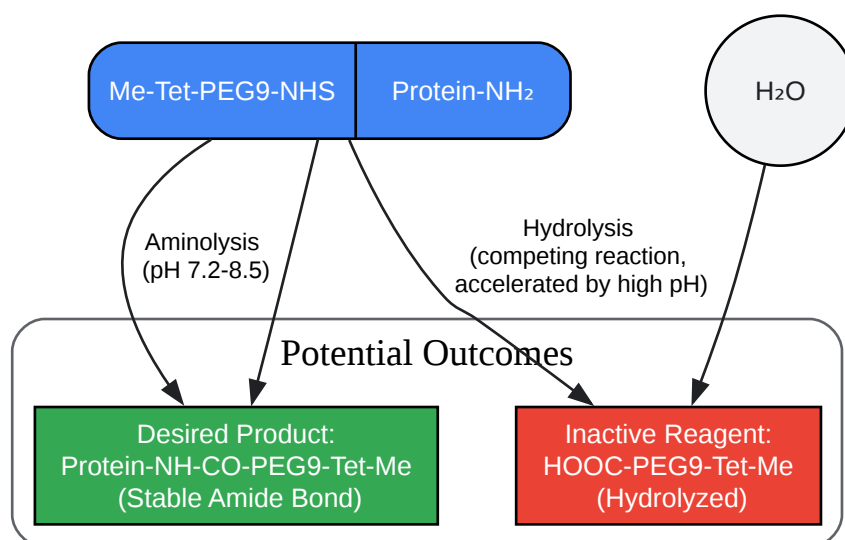 Me-Tet-PEG9-NHS
Protein-NH₂
H₂O
Aminolysis
(pH 7.2-8.5)
Hydrolysis
(competing reaction,
accelerated by high pH)
Potential Outcomes
Desired Product:
Protein-NH-CO-PEG9-Tet-Me
(Stable Amide Bond)
Inactive Reagent:
HOOC-PEG9-Tet-Me
(Hydrolyzed)